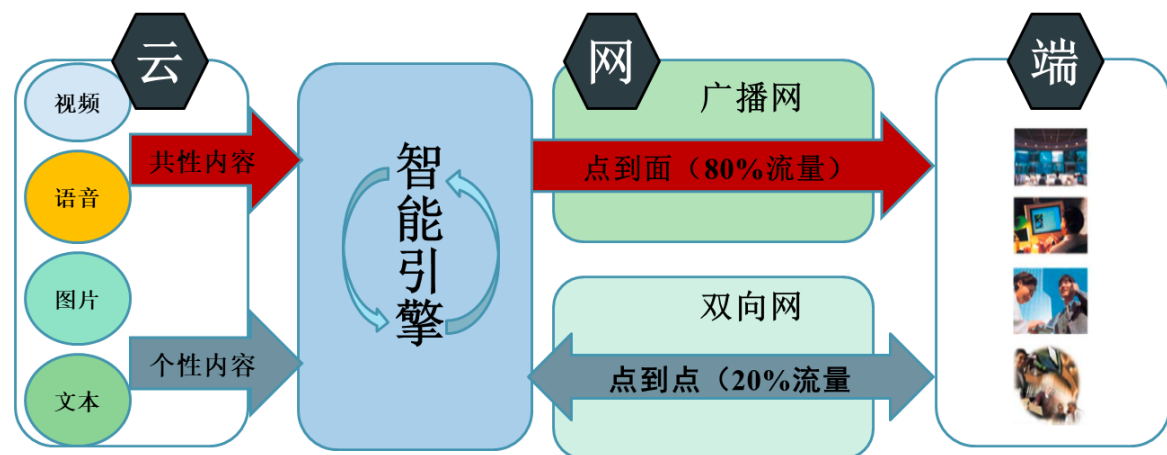 云
网
端
视频
语音
图片
文本
共性内容
个性内容
智能引擎
广播网
点到面（80%流量）
双向网
点到点（20%流量